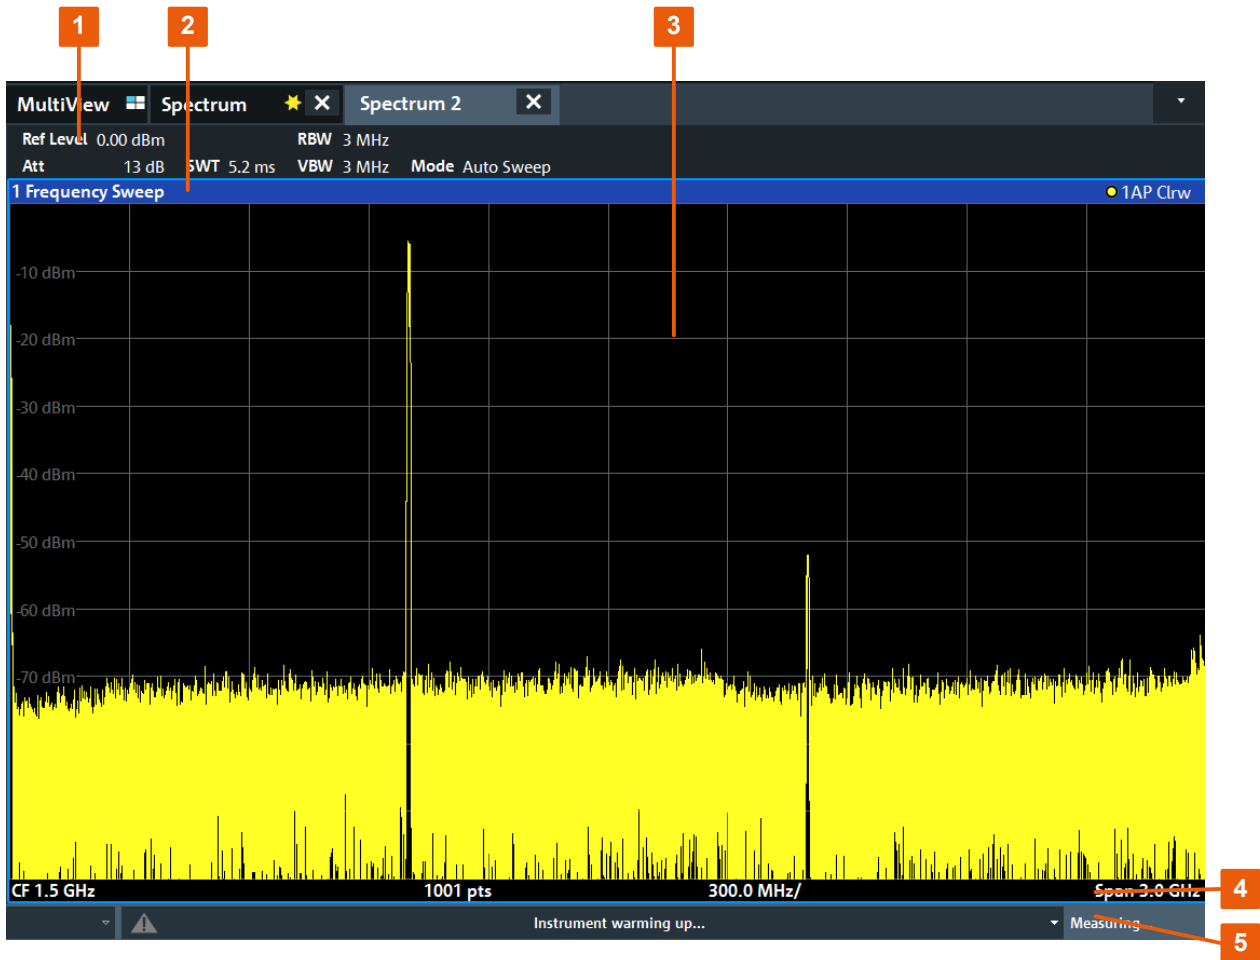 1 2 3
MultiView Spectrum Spectrum 2
Ref Level 0.00 dBm RBW 3 MHz
Att 13 dB SWT 5.2 ms VBW 3 MHz Mode Auto Sweep
1 Frequency Sweep 1AP Clrw
-10 dBm
-20 dBm
-30 dBm
-40 dBm
-50 dBm
-60 dBm
-70 dBm
CF 1.5 GHz 1001 pts 300.0 MHz/ Span 3.0 GHz
4
Instrument warming up... Measuring...
5